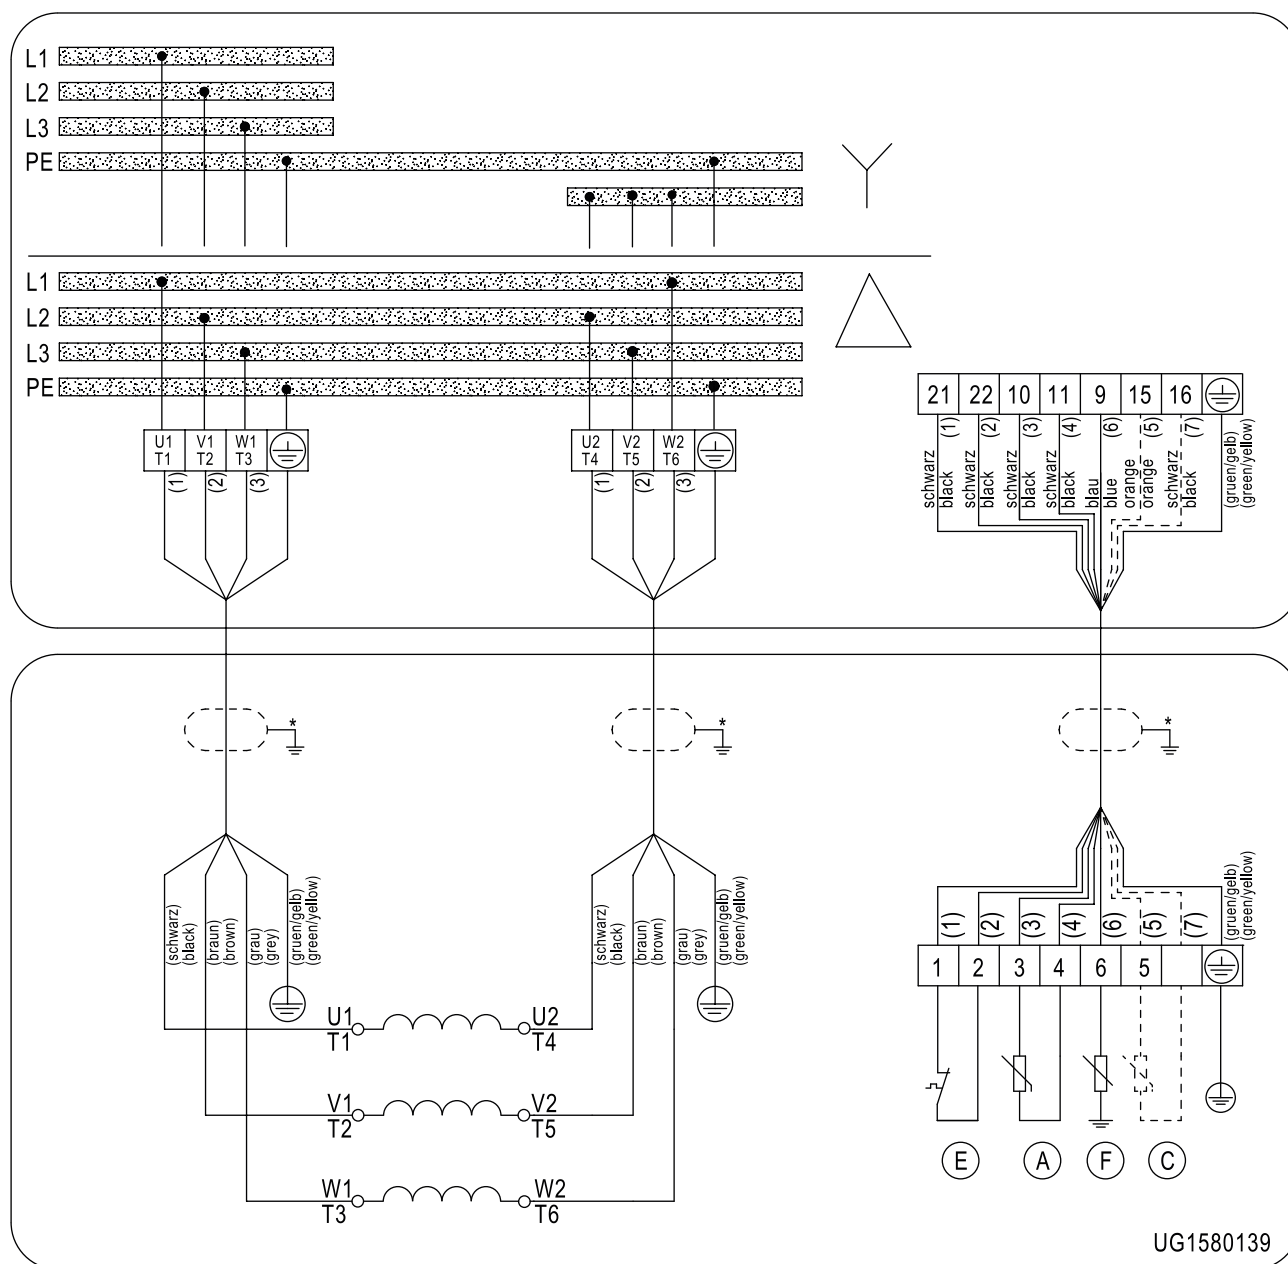 L1
L2
L3
PE
L1
L2
L3
PE
U1 V1 W1
T1 T2 T3
U2 V2 W2
T4 T5 T6
(1) (2) (3)
(1) (2) (3)
21 22 10 11 9 15 16
(1) (2) (3) (4) (6) (5) (7)
schwarz
black
schwarz
black
schwarz
black
schwarz
black
blau
blue
orange
orange
schwarz
black
(gruen/gelb)
(green/yellow)
*
*
*
(schwarz)
(black)
(braun)
(brown)
(grau)
(grey)
(gruen/gelb)
(green/yellow)
(schwarz)
(black)
(braun)
(brown)
(grau)
(grey)
(gruen/gelb)
(green/yellow)
(1) (2) (3) (4) (6) (5) (7)
(gruen/gelb)
(green/yellow)
1 2 3 4 6 5
U1 U2
T1 T4
V1 V2
T2 T5
W1 W2
T3 T6
E A F C
UG1580139